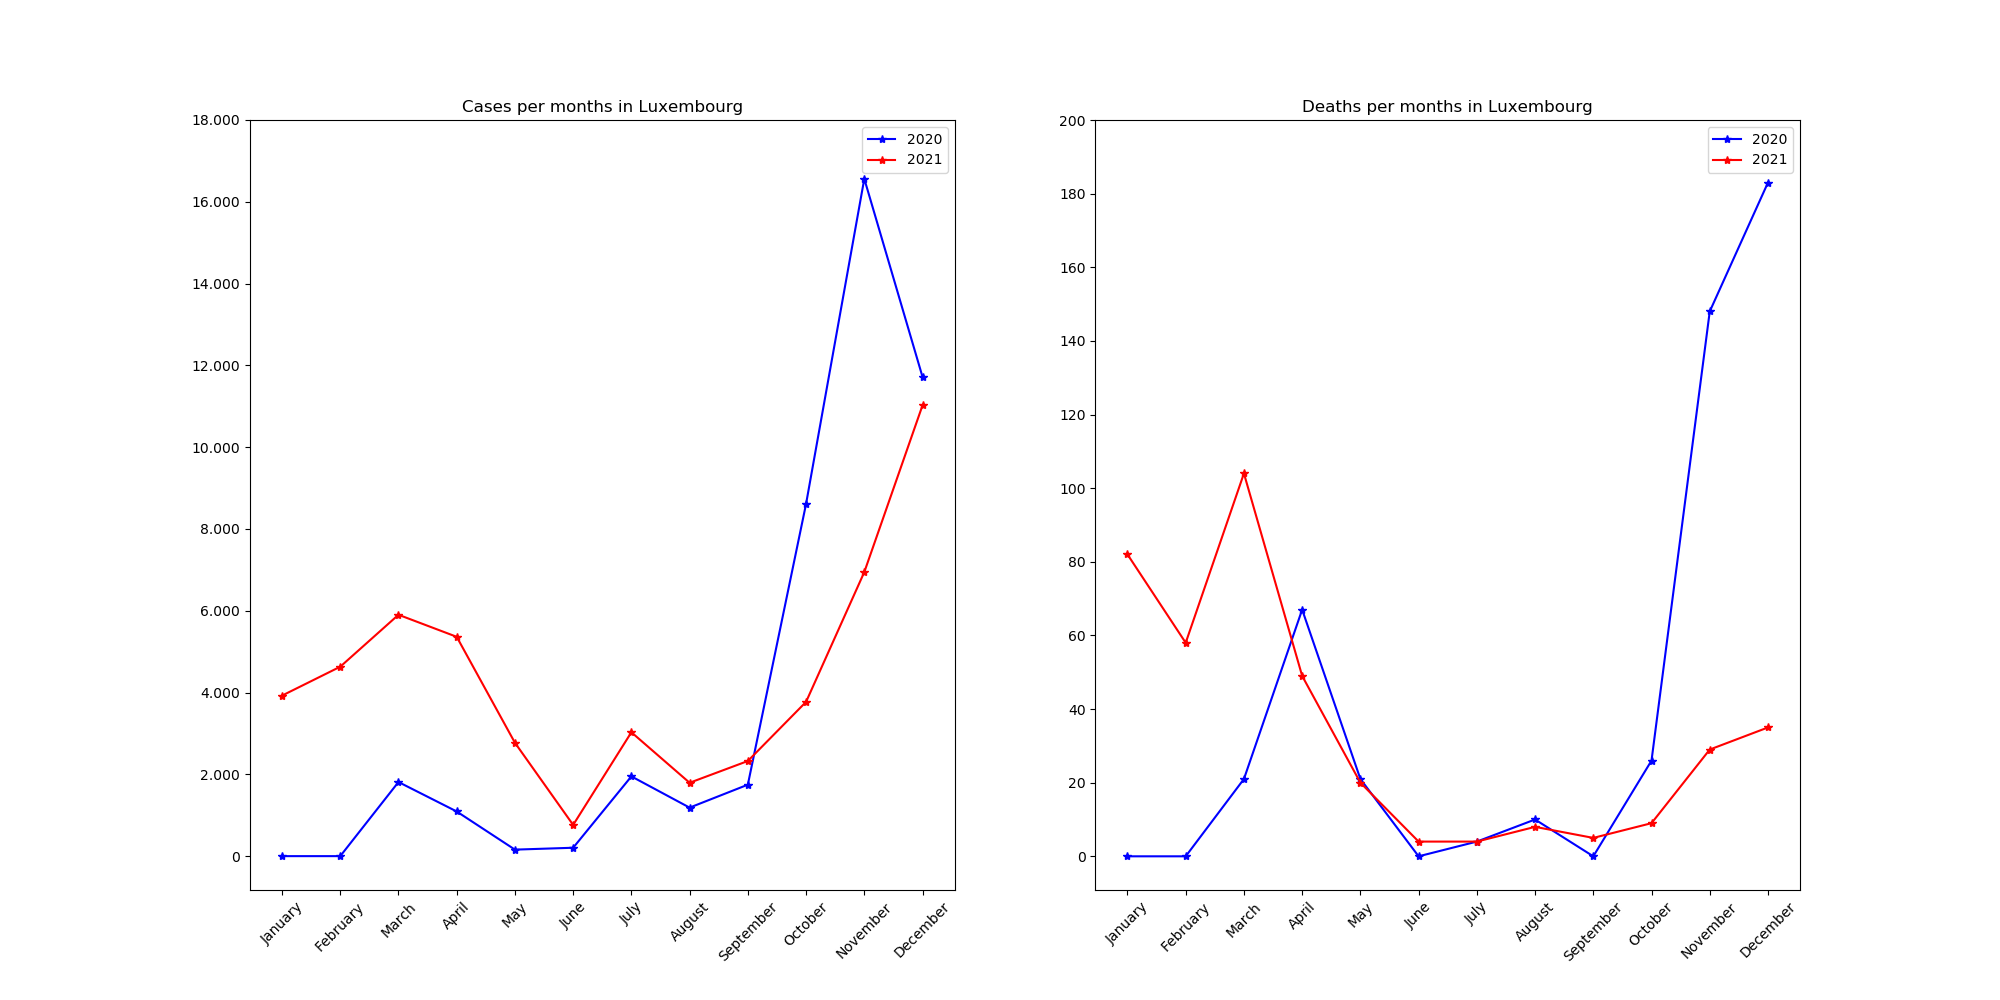 Cases per months in Luxembourg
18.000
16.000
14.000
12.000
10.000
8.000
6.000
4.000
2.000
0
2020
2021
January
February
March
April
May
June
July
August
September
October
November
December
Deaths per months in Luxembourg
200
180
160
140
120
100
80
60
40
20
0
2020
2021
January
February
March
April
May
June
July
August
September
October
November
December